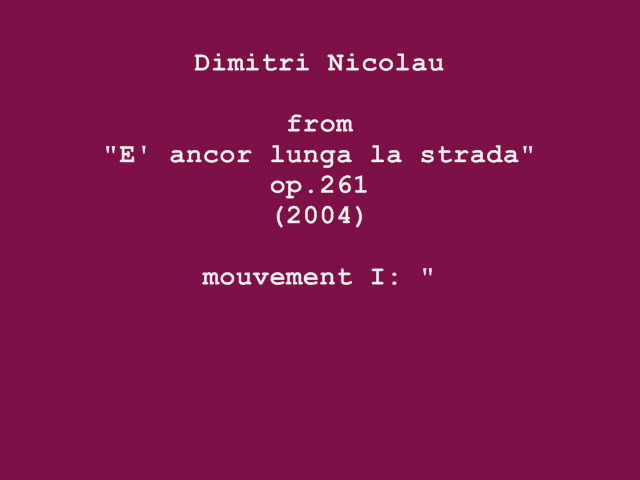 Dimitri Nicolau
from
"E' ancor lunga la strada"
op.261
(2004)
mouvement I: "